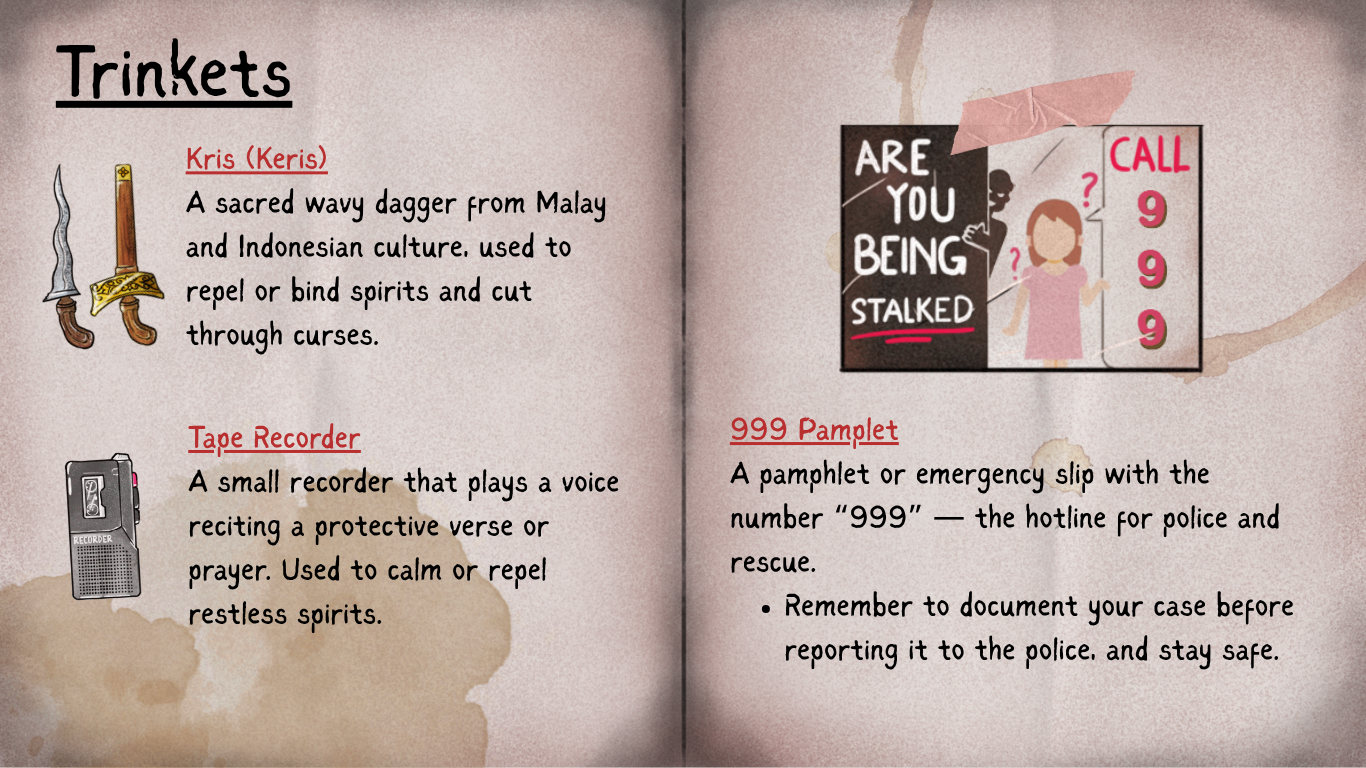 Trinkets
Kris (Keris)
A sacred wavy dagger from Malay
and Indonesian culture, used to
repel or bind spirits and cut
through curses.
Tape Recorder
A small recorder that plays a voice
reciting a protective verse or
prayer. Used to calm or repel
restless spirits.
RECORDER
ARE
YOU
BEING
STALKED
?
?
CALL
9
9
9
999 Pamplet
A pamphlet or emergency slip with the
number “999” — the hotline for police and
rescue.
• Remember to document your case before
reporting it to the police, and stay safe.